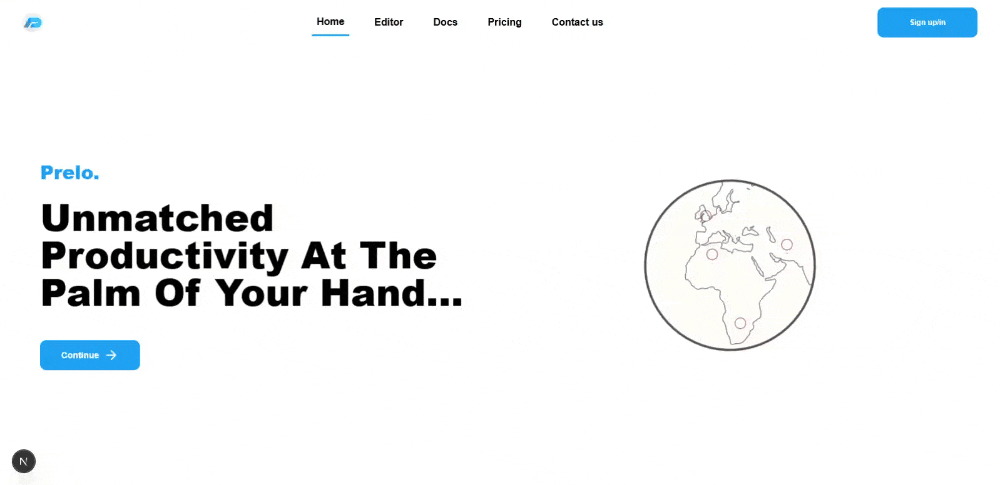 Home
Editor
Docs
Pricing
Contact us
Sign up/in
Prelo.
Unmatched
Productivity At The
Palm Of Your Hand...
Continue
N